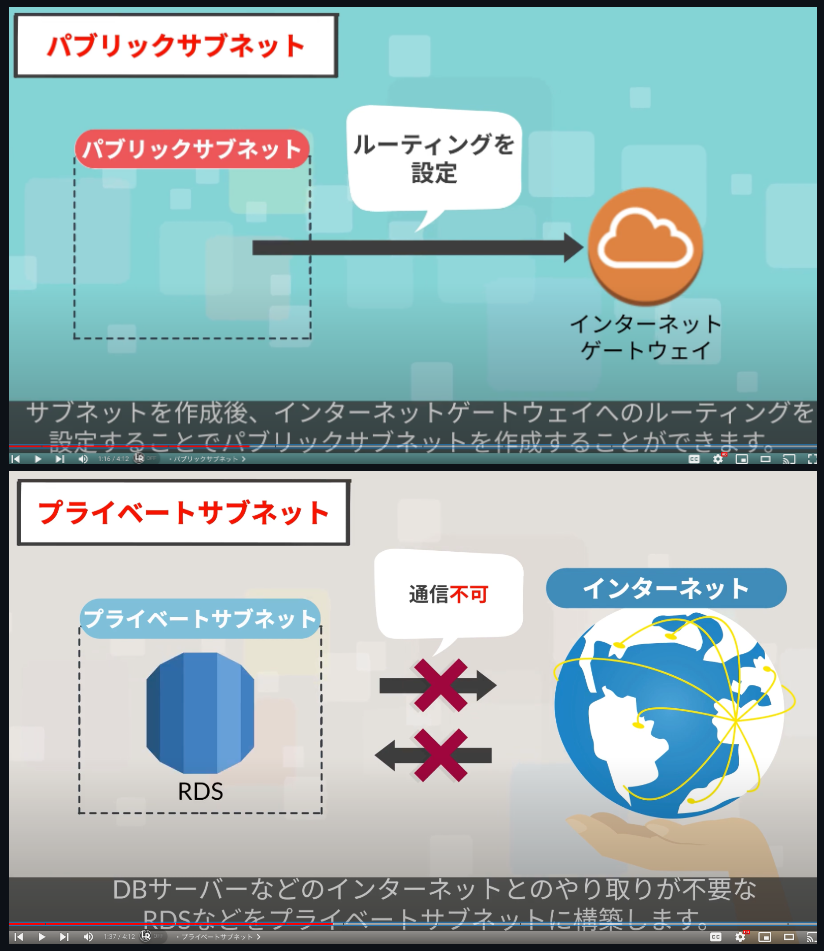 パブリックサブネット
パブリックサブネット
ルーティングを
設定
インターネット
ゲートウェイ
サブネットを作成後、インターネットゲートウェイへのルーティングを
設定することでパブリックサブネットを作成することができます。
1:16 / 4:12
・パブリックサブネット
プライベートサブネット
プライベートサブネット
通信不可
インターネット
RDS
DBサーバーなどのインターネットとのやり取りが不要な
RDSなどをプライベートサブネットに構築します。
1:37 / 4:12
・プライベートサブネット